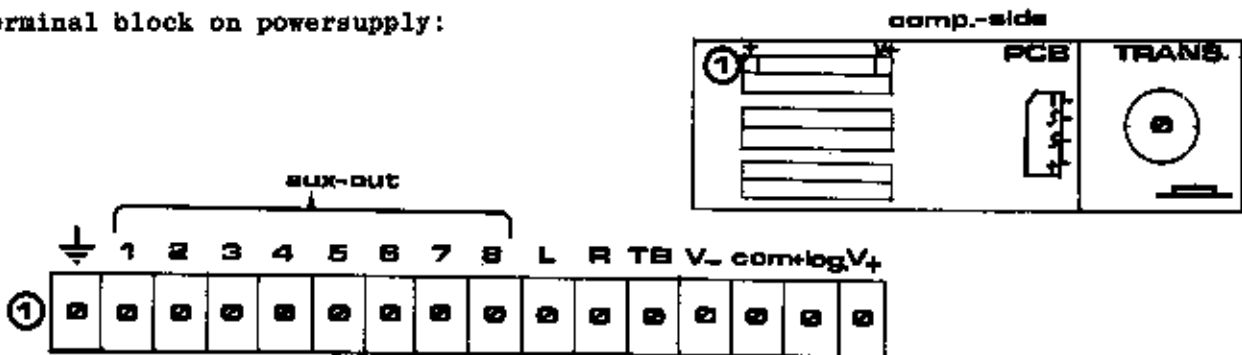 erminal block on powersupply:
comp.-side
1 + V+ PCB TRANS.
aux-out
1 2 3 4 5 6 7 8 L R TB V- com+log.V+
1